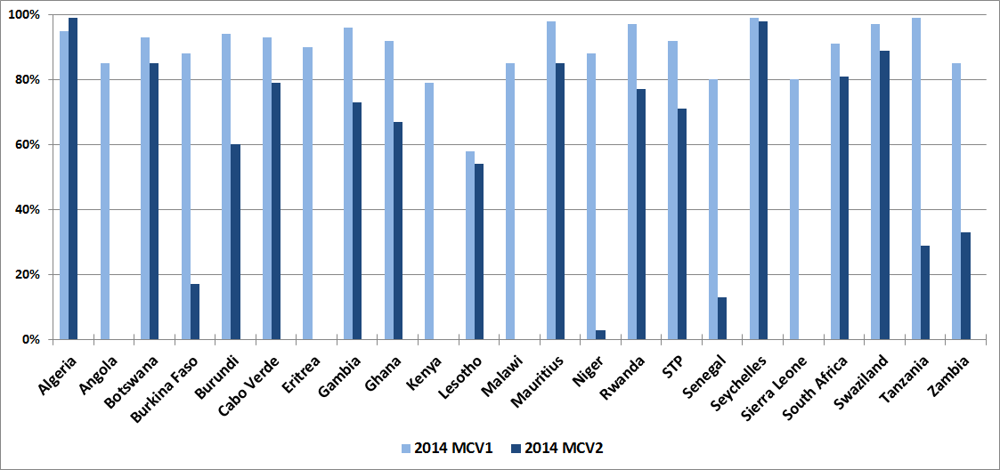 100%
80%
60%
40%
20%
0%
Algeria
Angola
Botswana
Burkina Faso
Burundi
Cabo Verde
Eritrea
Gambia
Ghana
Kenya
Lesotho
Malawi
Mauritius
Niger
Rwanda
STP
Senegal
Seychelles
Sierra Leone
South Africa
Swaziland
Tanzania
Zambia
2014 MCV1
2014 MCV2